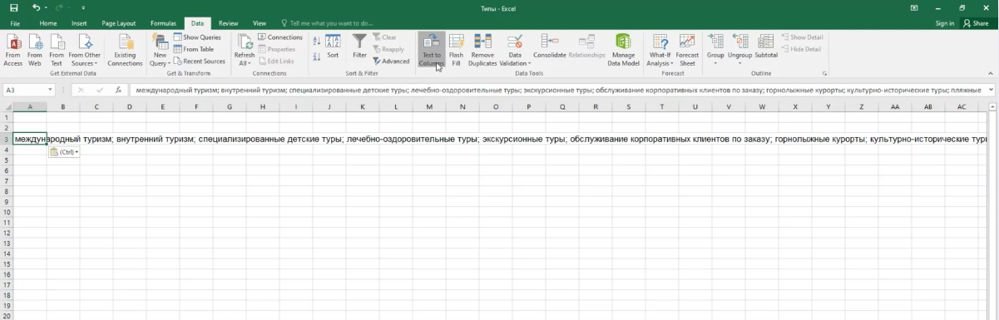 Типы - Excel
File Home Insert Page Layout Formulas Data Review View Tell me what you want to do... Sign in Share
From Access
From Web
From Text
From Other Sources
Existing Connections
Get External Data
New Query
Show Queries
From Table
Recent Sources
Get & Transform
Refresh All
Connections
Properties
Edit Links
Connections
Sort
Filter
Clear
Reapply
Advanced
Sort & Filter
Text to Columns
Flash Fill
Remove Duplicates
Data Validation
Consolidate
Relationships
Manage Data Model
Data Tools
What-If Analysis
Forecast Sheet
Forecast
Group
Ungroup
Subtotal
Show Detail
Hide Detail
Outline
A3 fx международный туризм; внутренний туризм; специализированные детские туры; лечебно-оздоровительные туры; экскурсионные туры; обслуживание корпоративных клиентов по заказу; горнолыжные курорты; культурно-исторические туры; пляжные
A B C D E F G H I J K L M N O P Q R S T U V W X Y Z AA AB AC
1
2
3 международный туризм; внутренний туризм; специализированные детские туры; лечебно-оздоровительные туры; экскурсионные туры; обслуживание корпоративных клиентов по заказу; горнолыжные курорты; культурно-исторические
4 (Ctrl)
5
6
7
8
9
10
11
12
13
14
15
16
17
18
19
20